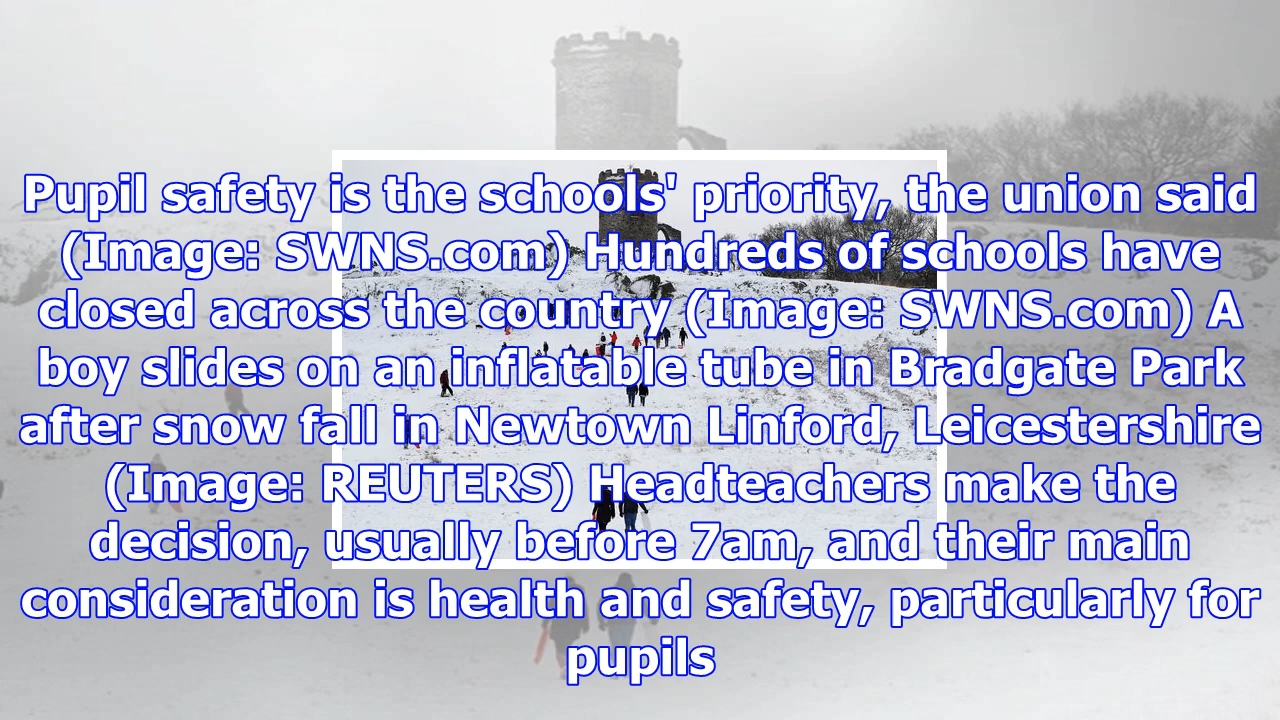 Pupil safety is the schools' priority, the union said
(Image: SWNS.com) Hundreds of schools have
closed across the country (Image: SWNS.com) A
boy slides on an inflatable tube in Bradgate Park
after snow fall in Newtown Linford, Leicestershire
(Image: REUTERS) Headteachers make the
decision, usually before 7am, and their main
consideration is health and safety, particularly for
pupils